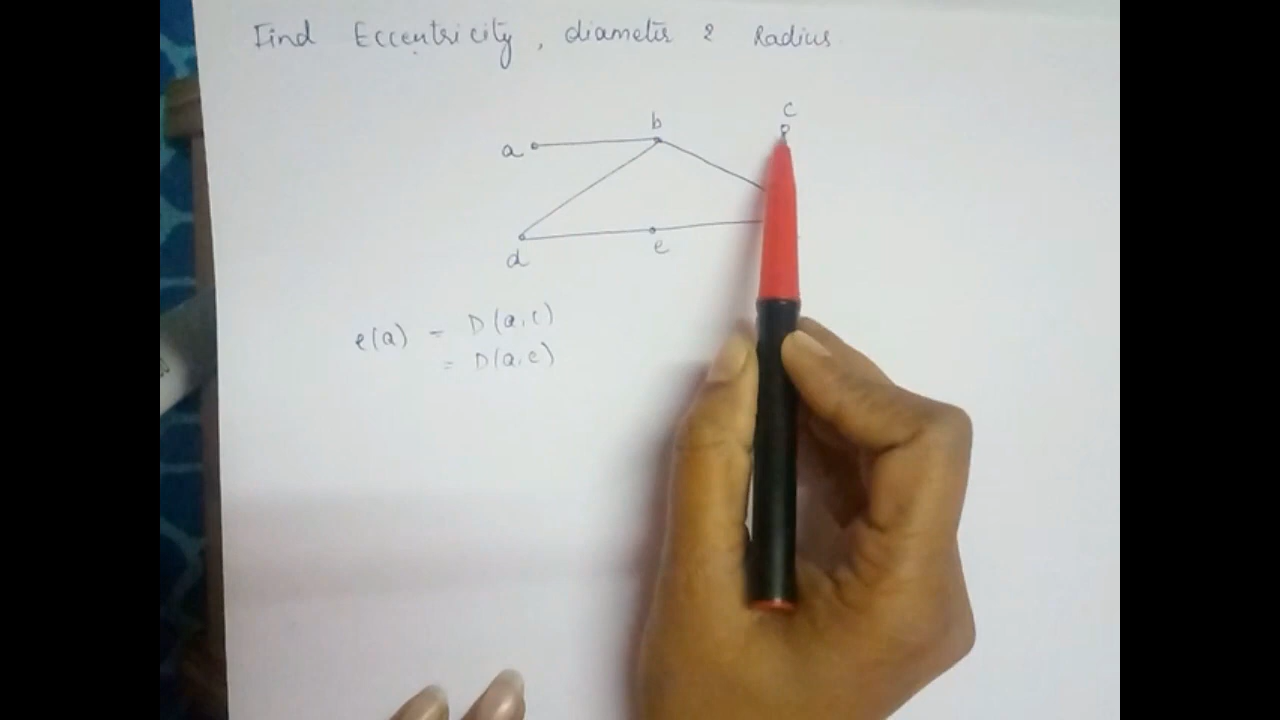 Find Eccentricity, diameter & Radius
c
b
a
e
d
e(a) = D(a,c)
= D(a,e)